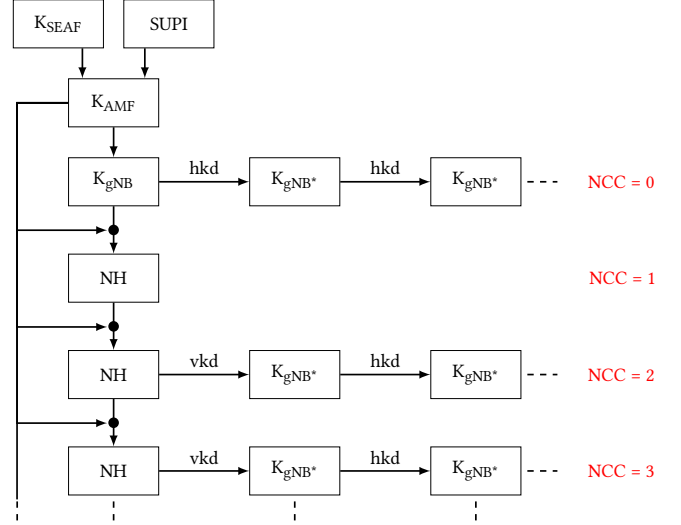 K_SEAF SUPI
K_AMF
hkd hkd
K_gNB K_gNB* K_gNB* NCC = 0
NH NCC = 1
vkd hkd
NH K_gNB* K_gNB* NCC = 2
vkd hkd
NH K_gNB* K_gNB* NCC = 3